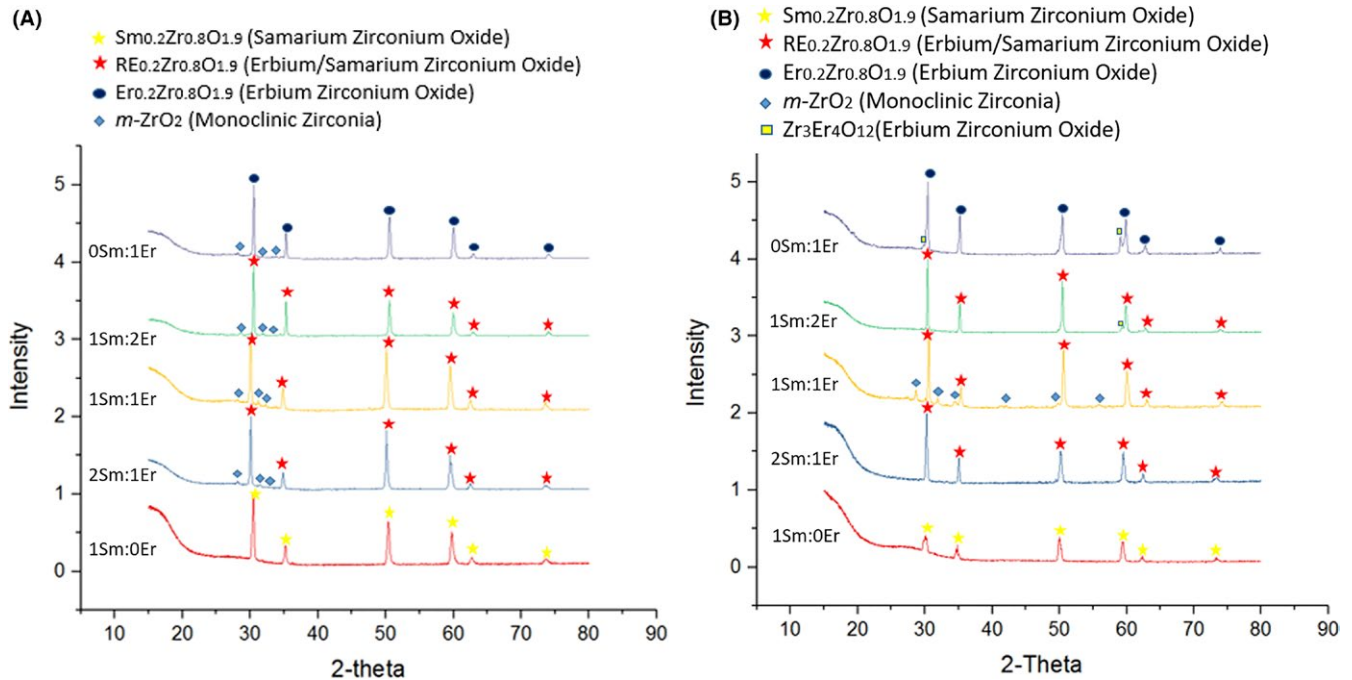 (A)
Sm0.2Zr0.8O1.9 (Samarium Zirconium Oxide)
RE0.2Zr0.8O1.9 (Erbium/Samarium Zirconium Oxide)
Er0.2Zr0.8O1.9 (Erbium Zirconium Oxide)
m-ZrO2 (Monoclinic Zirconia)
Intensity
5
4
3
2
1
0
0Sm:1Er
1Sm:2Er
1Sm:1Er
2Sm:1Er
1Sm:0Er
10 20 30 40 50 60 70 80 90
2-theta
(B)
Sm0.2Zr0.8O1.9 (Samarium Zirconium Oxide)
RE0.2Zr0.8O1.9 (Erbium/Samarium Zirconium Oxide)
Er0.2Zr0.8O1.9 (Erbium Zirconium Oxide)
m-ZrO2 (Monoclinic Zirconia)
Zr3Er4O12(Erbium Zirconium Oxide)
Intensity
5
4
3
2
1
0
0Sm:1Er
1Sm:2Er
1Sm:1Er
2Sm:1Er
1Sm:0Er
10 20 30 40 50 60 70 80 90
2-Theta